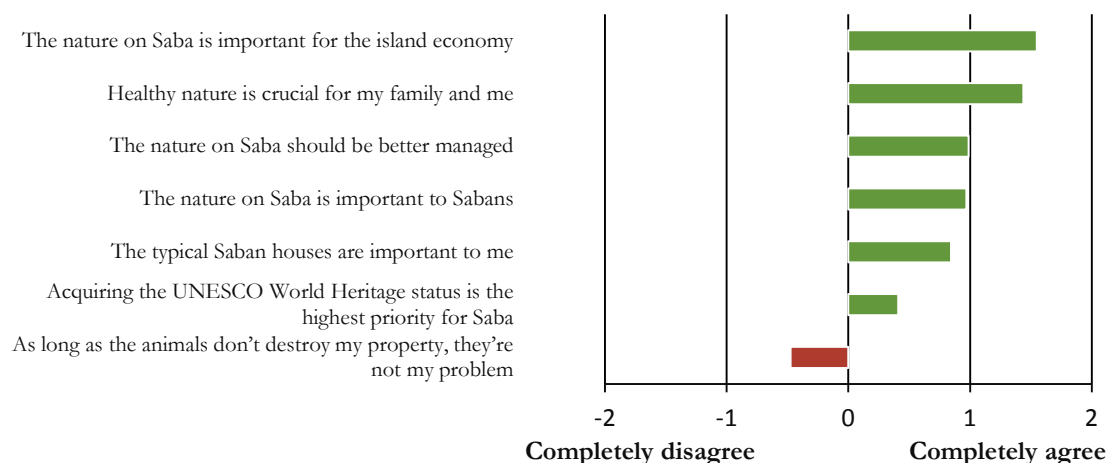 The nature on Saba is important for the island economy
Healthy nature is crucial for my family and me
The nature on Saba should be better managed
The nature on Saba is important to Sabans
The typical Saban houses are important to me
Acquiring the UNESCO World Heritage status is the
highest priority for Saba
As long as the animals don’t destroy my property, they’re
not my problem
-2 -1 0 1 2
Completely disagree Completely agree